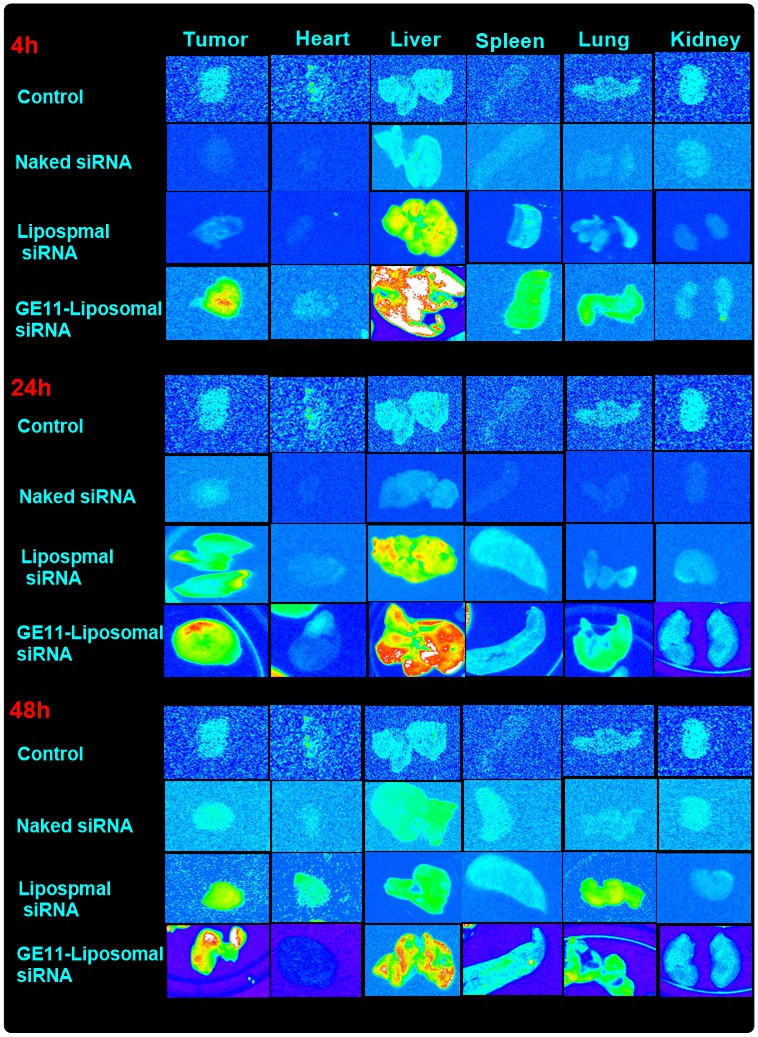 4h
Tumor Heart Liver Spleen Lung Kidney
Control
Naked siRNA
Lipospmal
siRNA
GE11-Liposomal
siRNA
24h
Control
Naked siRNA
Lipospmal
siRNA
GE11-Liposomal
siRNA
48h
Control
Naked siRNA
Lipospmal
siRNA
GE11-Liposomal
siRNA